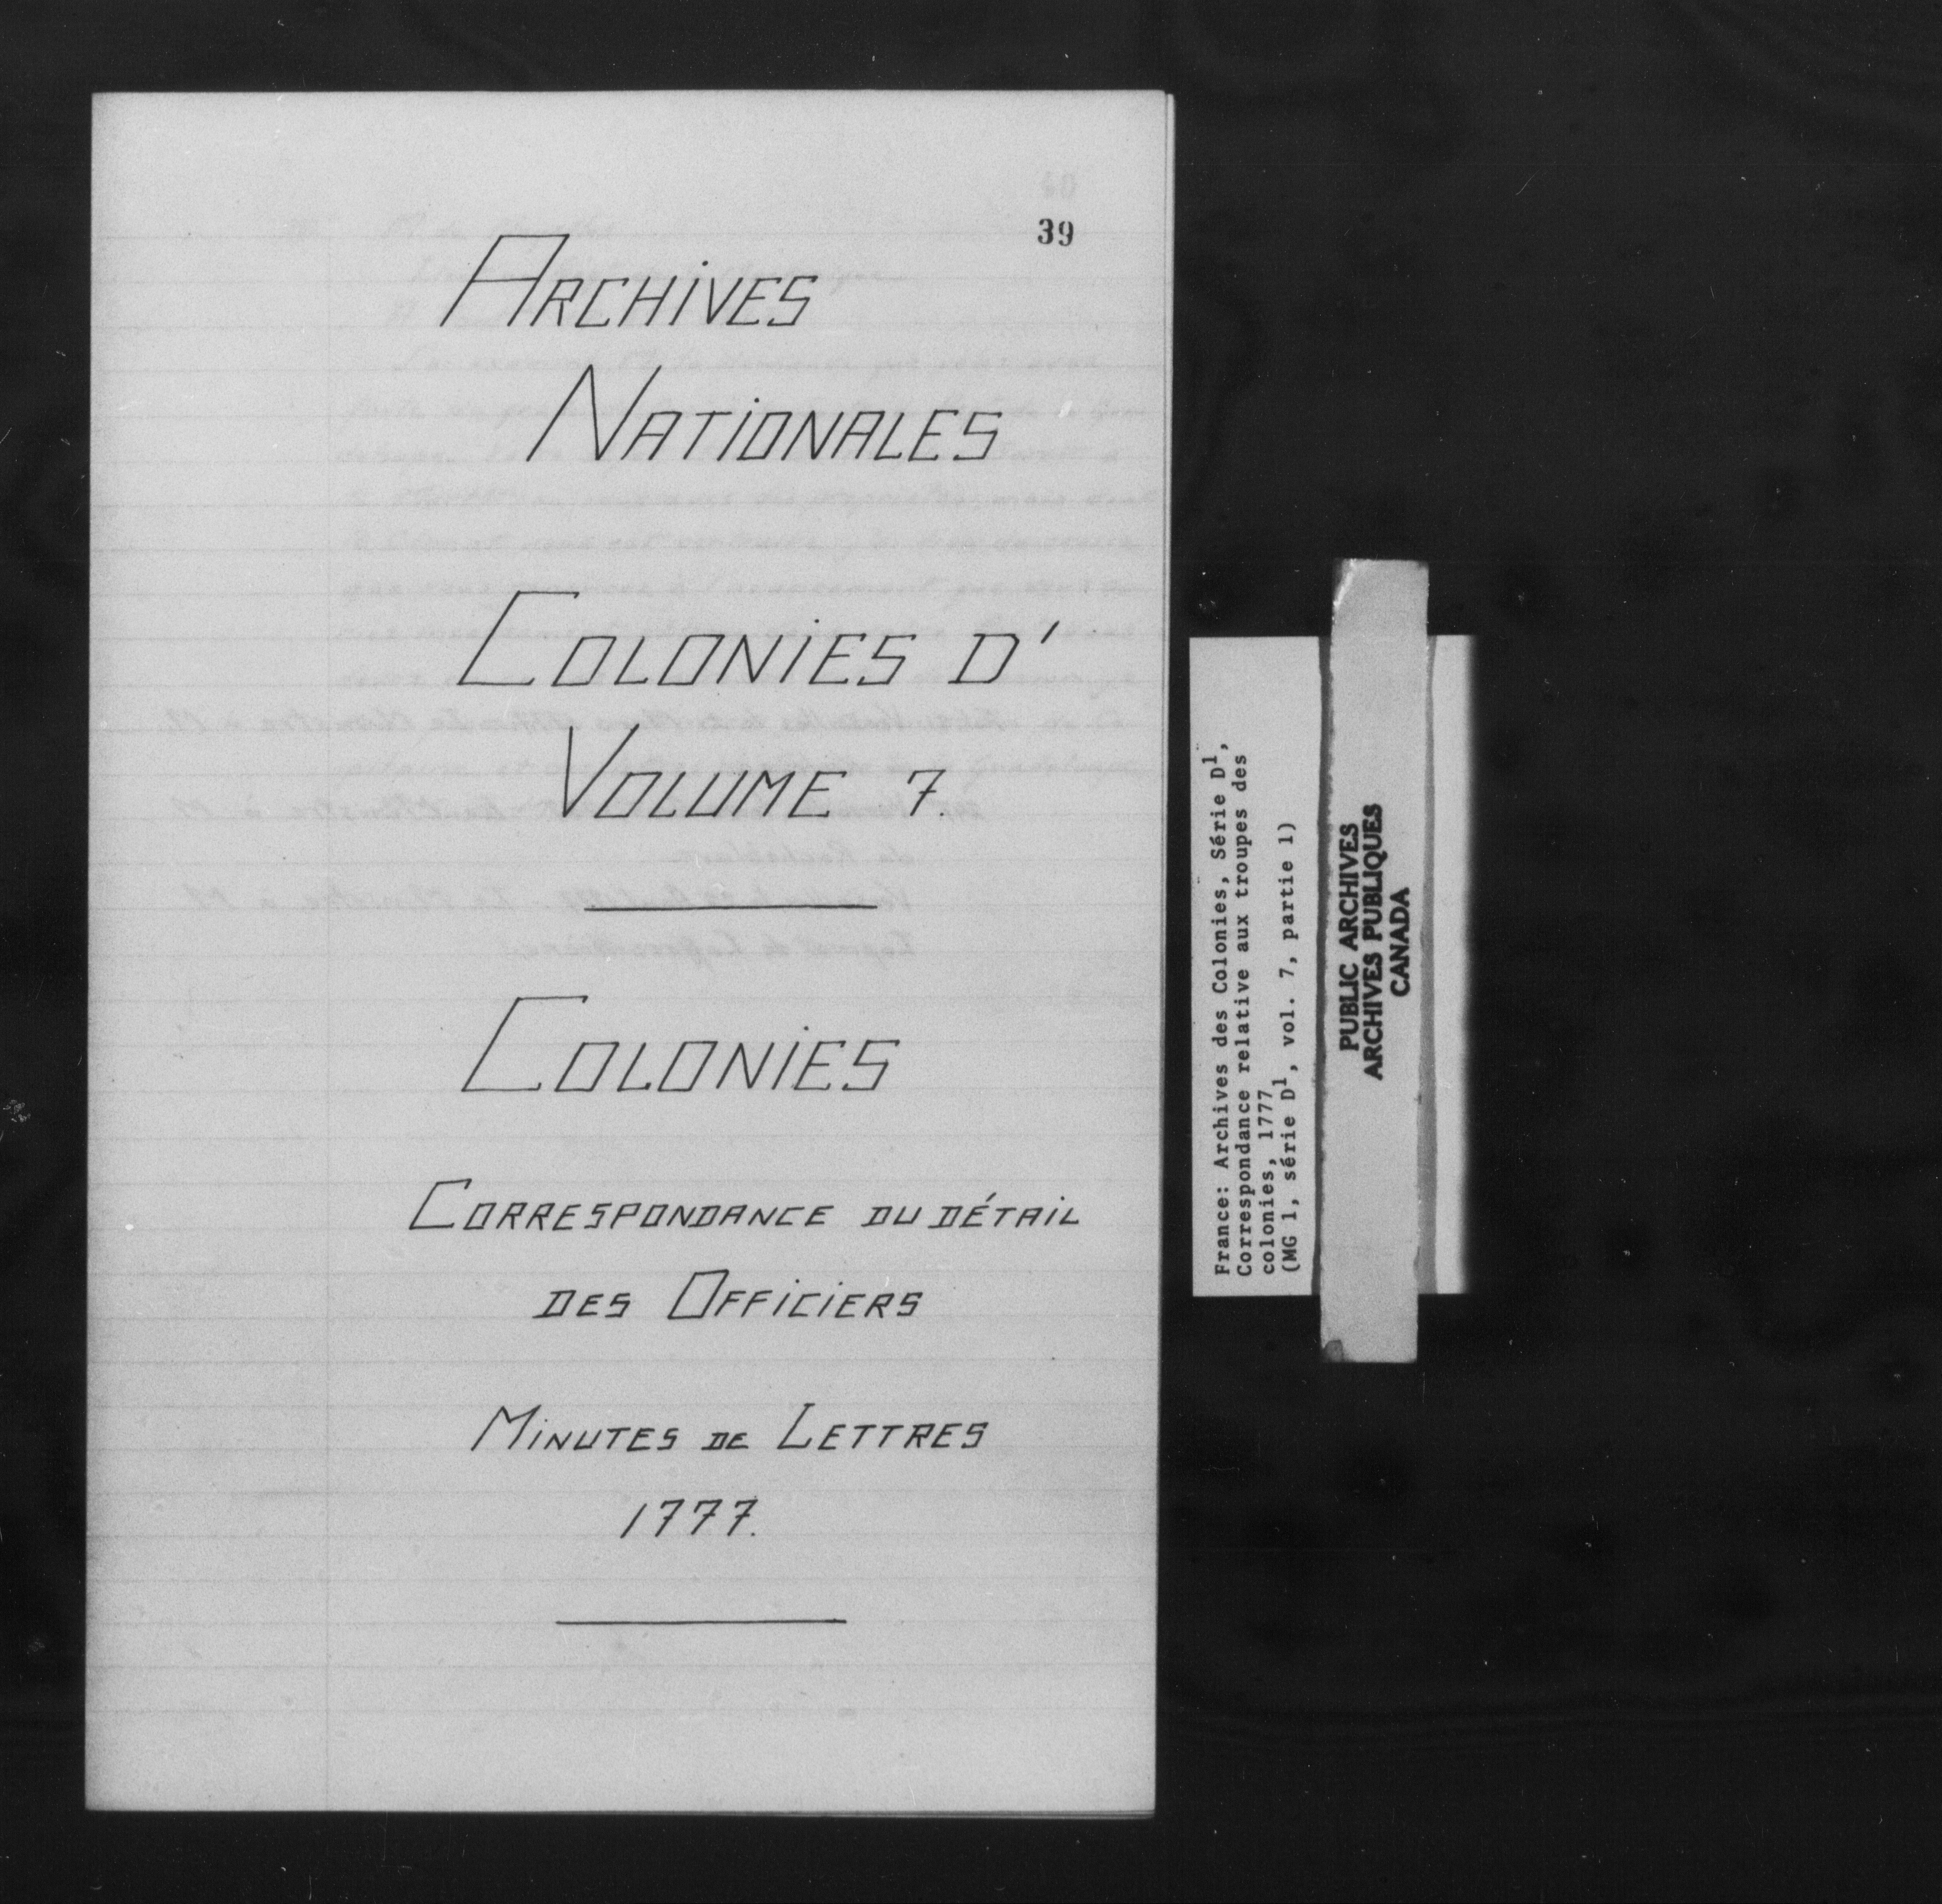 39
ARCHIVES
NATIONALES
COLONIES D'
VOLUME 7.
COLONIES
CORRESPONDANCE DU DÉTAIL
DES OFFICIERS
MINUTES DE LETTRES
1777.
France: Archives des Colonies, Série D1,
Correspondance relative aux troupes des
colonies, 1777
(MG 1, série D1, vol. 7, partie 1)
PUBLIC ARCHIVES
ARCHIVES PUBLIQUES
CANADA